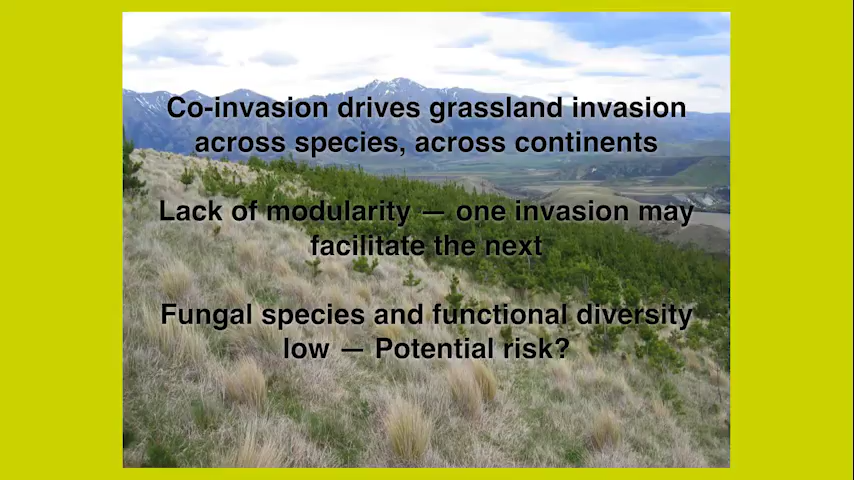 Co-invasion drives grassland invasion
across species, across continents
Lack of modularity — one invasion may
facilitate the next
Fungal species and functional diversity
low — Potential risk?